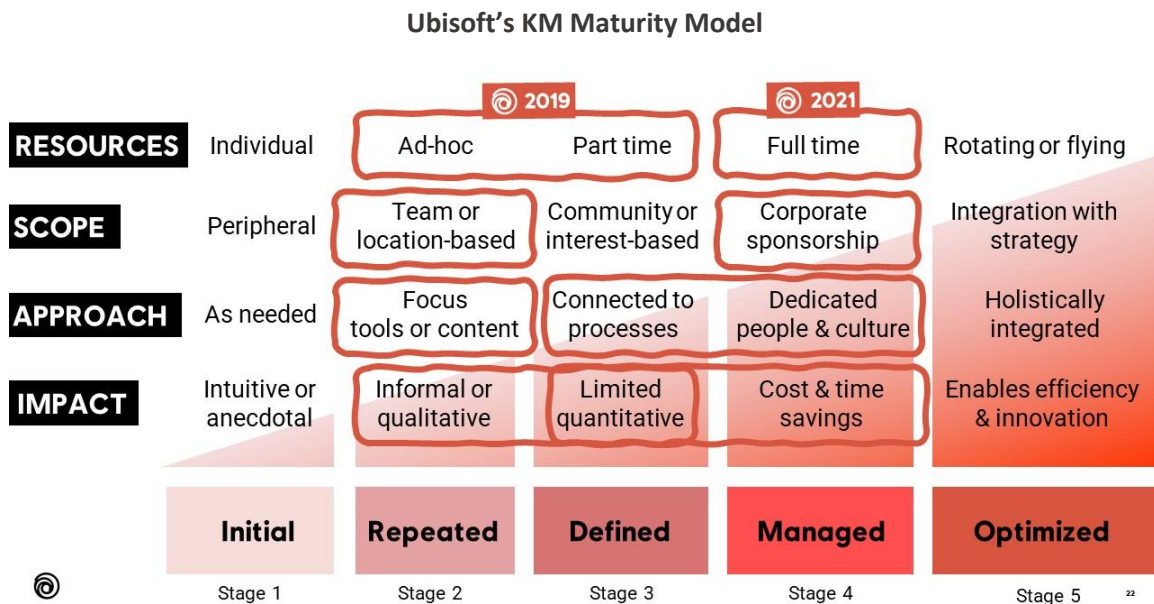 Ubisoft’s KM Maturity Model
2019
2021
RESOURCES
Individual
Ad-hoc
Part time
Full time
Rotating or flying
SCOPE
Peripheral
Team or
location-based
Community or
interest-based
Corporate
sponsorship
Integration with
strategy
APPROACH
As needed
Focus
tools or content
Connected to
processes
Dedicated
people & culture
Holistically
integrated
IMPACT
Intuitive or
anecdotal
Informal or
qualitative
Limited
quantitative
Cost & time
savings
Enables efficiency
& innovation
Initial
Repeated
Defined
Managed
Optimized
Stage 1
Stage 2
Stage 3
Stage 4
Stage 5
22